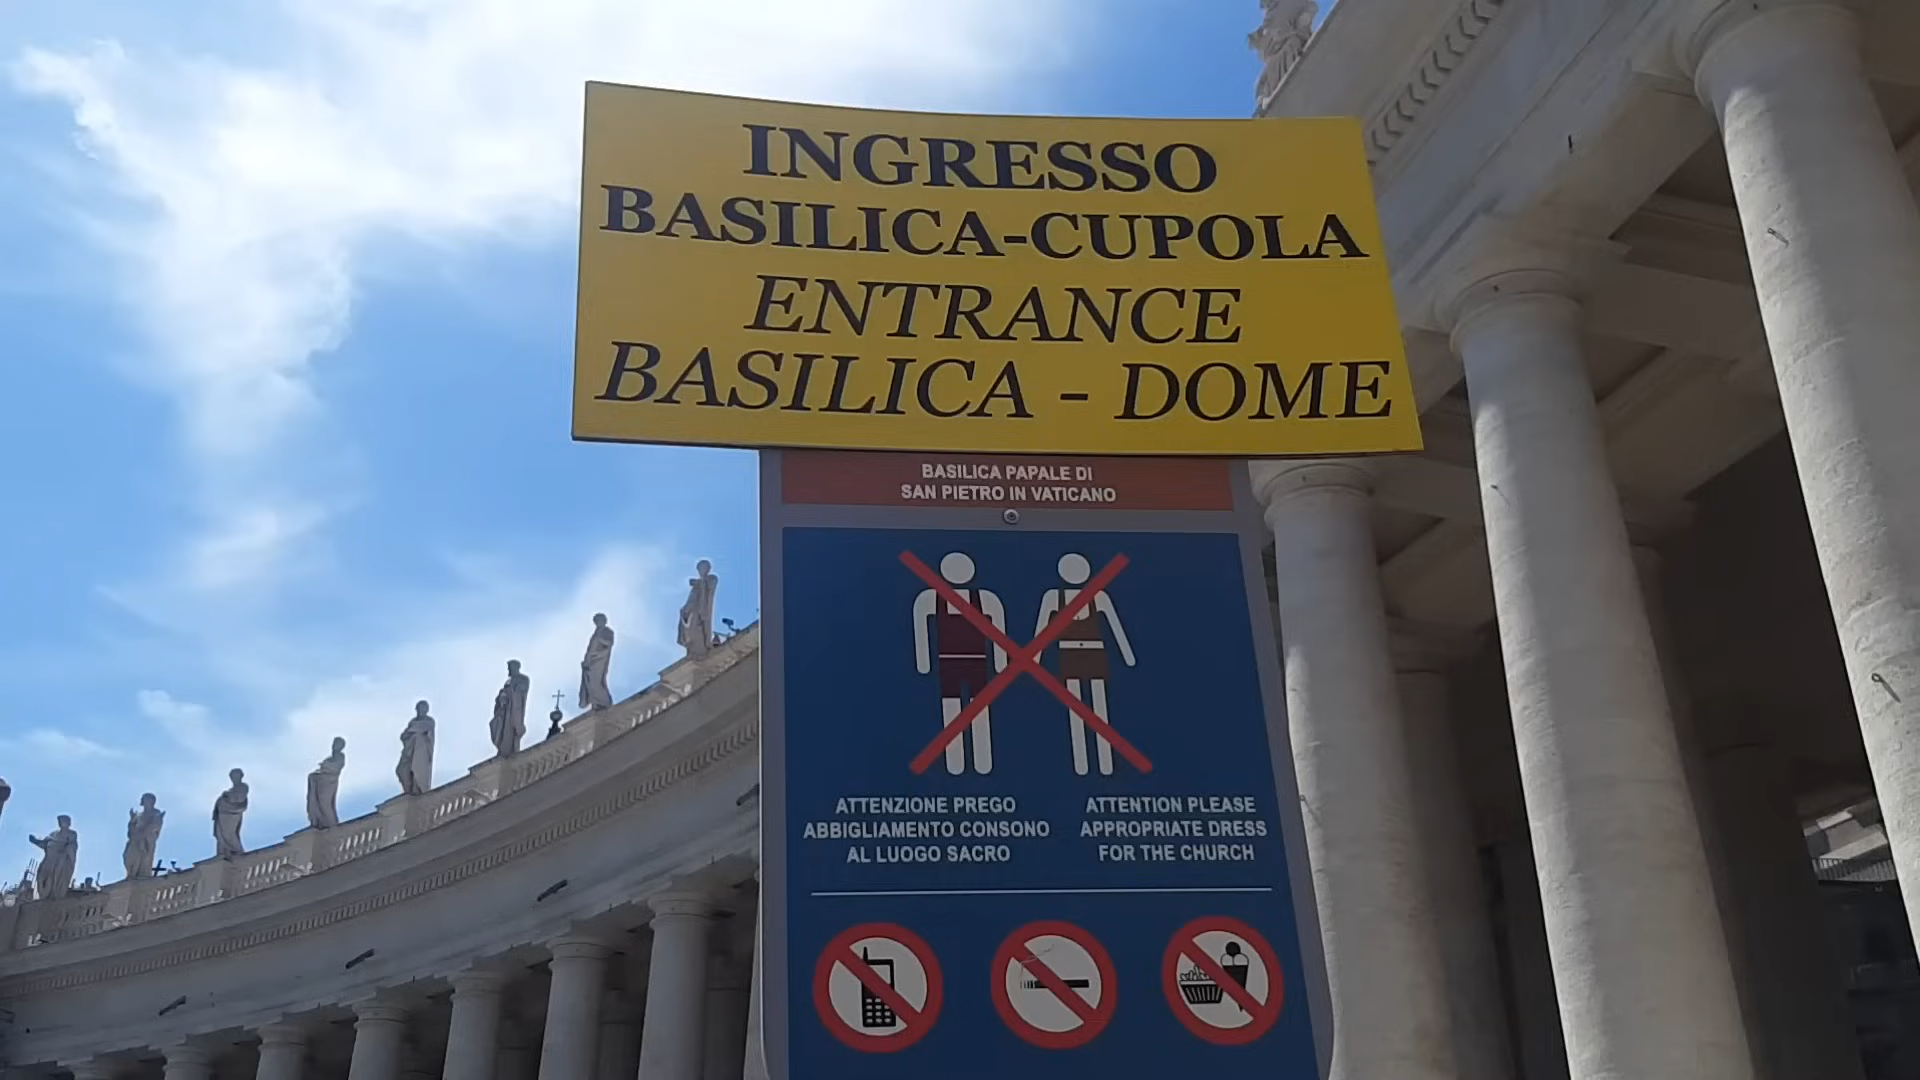 INGRESSO
BASILICA-CUPOLA
ENTRANCE
BASILICA - DOME
BASILICA PAPALE DI
SAN PIETRO IN VATICANO
ATTENZIONE PREGO
ABBIGLIAMENTO CONSONO
AL LUOGO SACRO
ATTENTION PLEASE
APPROPRIATE DRESS
FOR THE CHURCH